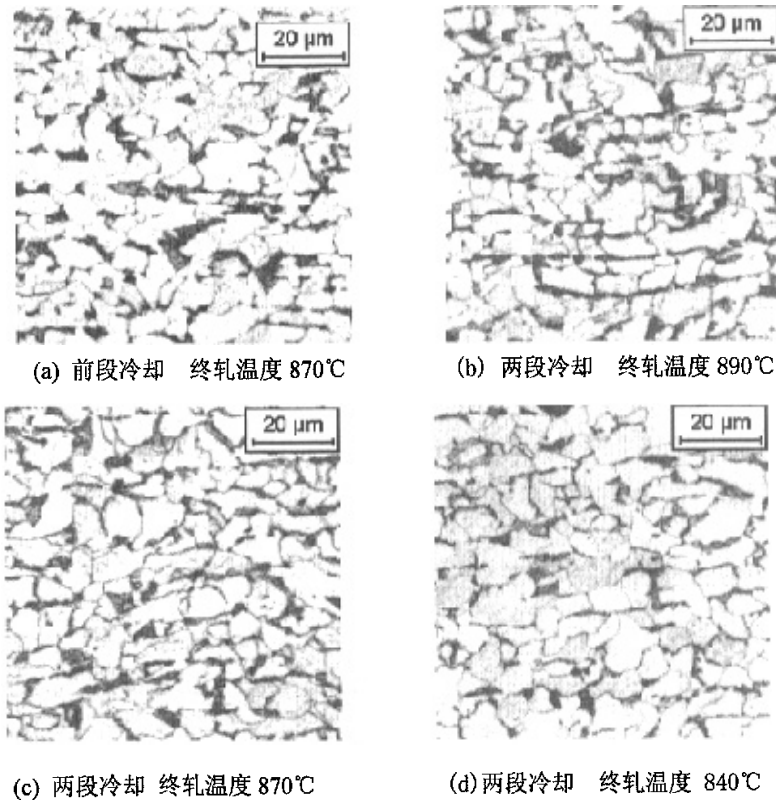 20 μm
20 μm
(a) 前段冷却 终轧温度 870℃
(b) 两段冷却 终轧温度 890℃
20 μm
20 μm
(c) 两段冷却 终轧温度 870℃
(d)两段冷却 终轧温度 840℃